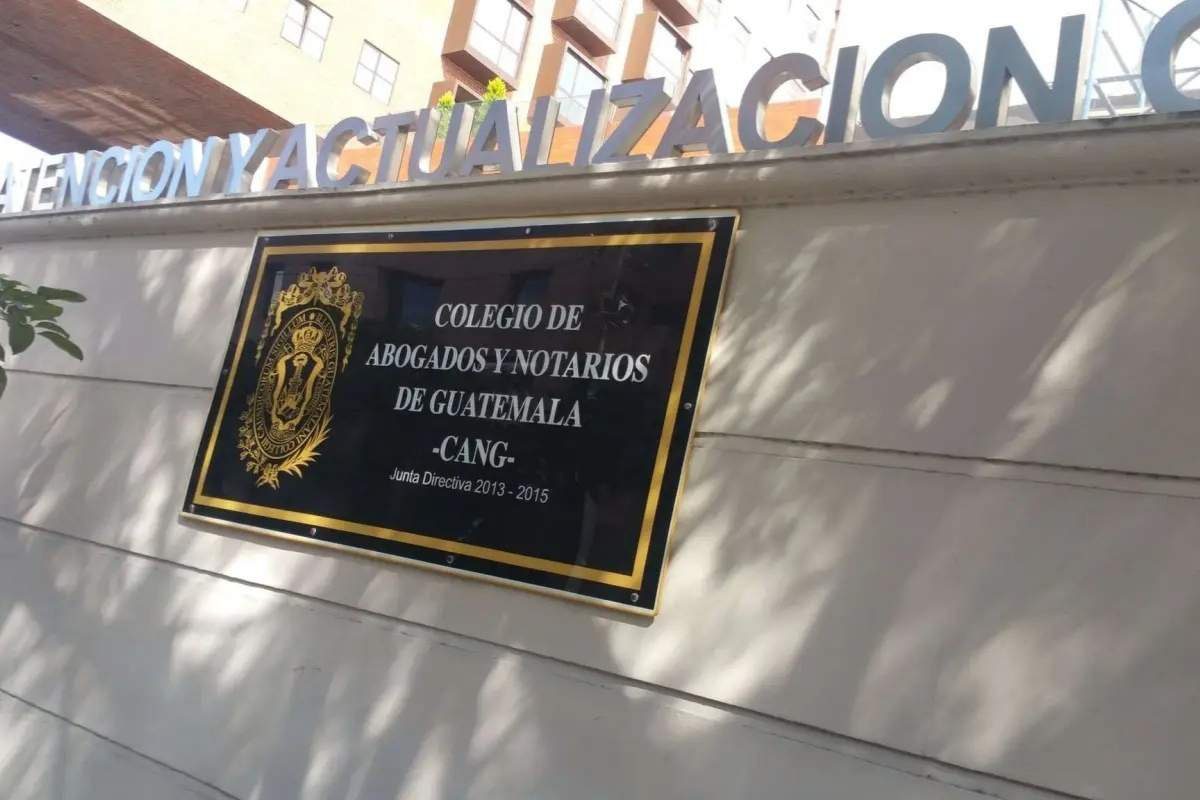 ATENCION Y ACTUALIZACION
COLEGIO DE
ABOGADOS Y NOTARIOS
DE GUATEMALA
-CANG-
Junta Directiva 2013 - 2015